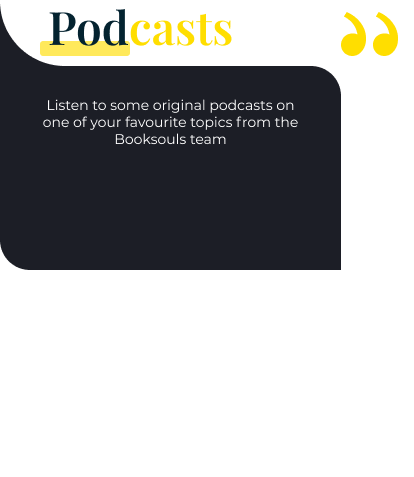 Podcasts
Listen to some original podcasts on
one of your favourite topics from the
Booksouls team